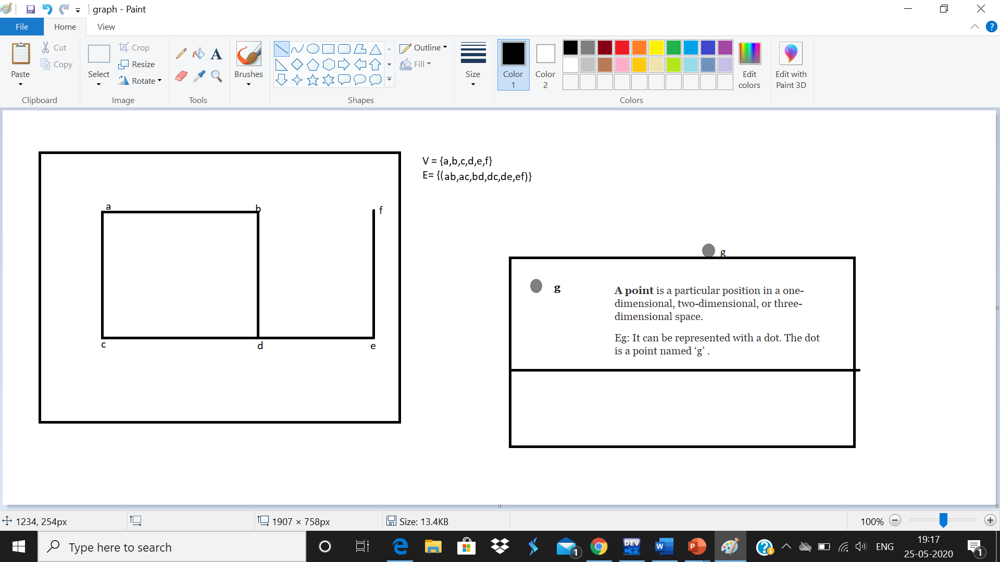 graph - Paint
File Home View
Paste
Cut
Copy
Clipboard
Select
Crop
Resize
Rotate
Image
A
Tools
Brushes
Shapes
Outline
Fill
Size
Color
1
Color
2
Colors
Edit
colors
Edit with
Paint 3D
?
a
b
f
c
d
e
V = {a,b,c,d,e,f}
E= {(ab,ac,bd,dc,de,ef)}
g
g
A point is a particular position in a one-
dimensional, two-dimensional, or three-
dimensional space.
Eg: It can be represented with a dot. The dot
is a point named ‘g’ .
1234, 254px
1907 × 758px
Size: 13.4KB
100%
Type here to search
1
DEV
C++
W
P
?
ENG
19:17
25-05-2020
1